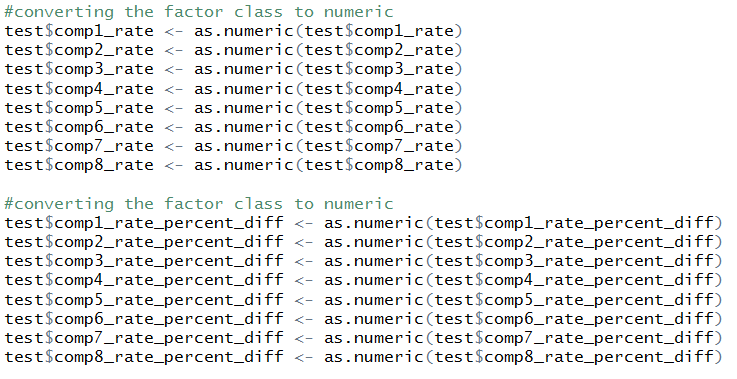 #converting the factor class to numeric
test$comp1_rate <- as.numeric(test$comp1_rate)
test$comp2_rate <- as.numeric(test$comp2_rate)
test$comp3_rate <- as.numeric(test$comp3_rate)
test$comp4_rate <- as.numeric(test$comp4_rate)
test$comp5_rate <- as.numeric(test$comp5_rate)
test$comp6_rate <- as.numeric(test$comp6_rate)
test$comp7_rate <- as.numeric(test$comp7_rate)
test$comp8_rate <- as.numeric(test$comp8_rate)
#converting the factor class to numeric
test$comp1_rate_percent_diff <- as.numeric(test$comp1_rate_percent_diff)
test$comp2_rate_percent_diff <- as.numeric(test$comp2_rate_percent_diff)
test$comp3_rate_percent_diff <- as.numeric(test$comp3_rate_percent_diff)
test$comp4_rate_percent_diff <- as.numeric(test$comp4_rate_percent_diff)
test$comp5_rate_percent_diff <- as.numeric(test$comp5_rate_percent_diff)
test$comp6_rate_percent_diff <- as.numeric(test$comp6_rate_percent_diff)
test$comp7_rate_percent_diff <- as.numeric(test$comp7_rate_percent_diff)
test$comp8_rate_percent_diff <- as.numeric(test$comp8_rate_percent_diff)